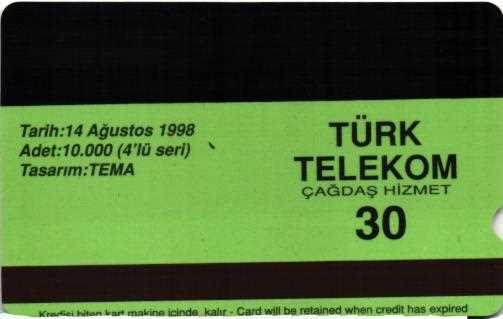 Tarih:14 Ağustos 1998
Adet:10.000 (4'lü seri)
Tasarım:TEMA
TÜRK
TELEKOM
ÇAĞDAŞ HİZMET
30
Kredisi biten kart makine içinde kalır - Card will be retained when credit has expired